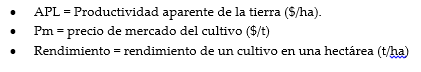 • APL = Productividad aparente de la tierra ($/ha).
• Pm = precio de mercado del cultivo ($/t)
• Rendimiento = rendimiento de un cultivo en una hectárea (t/ha)